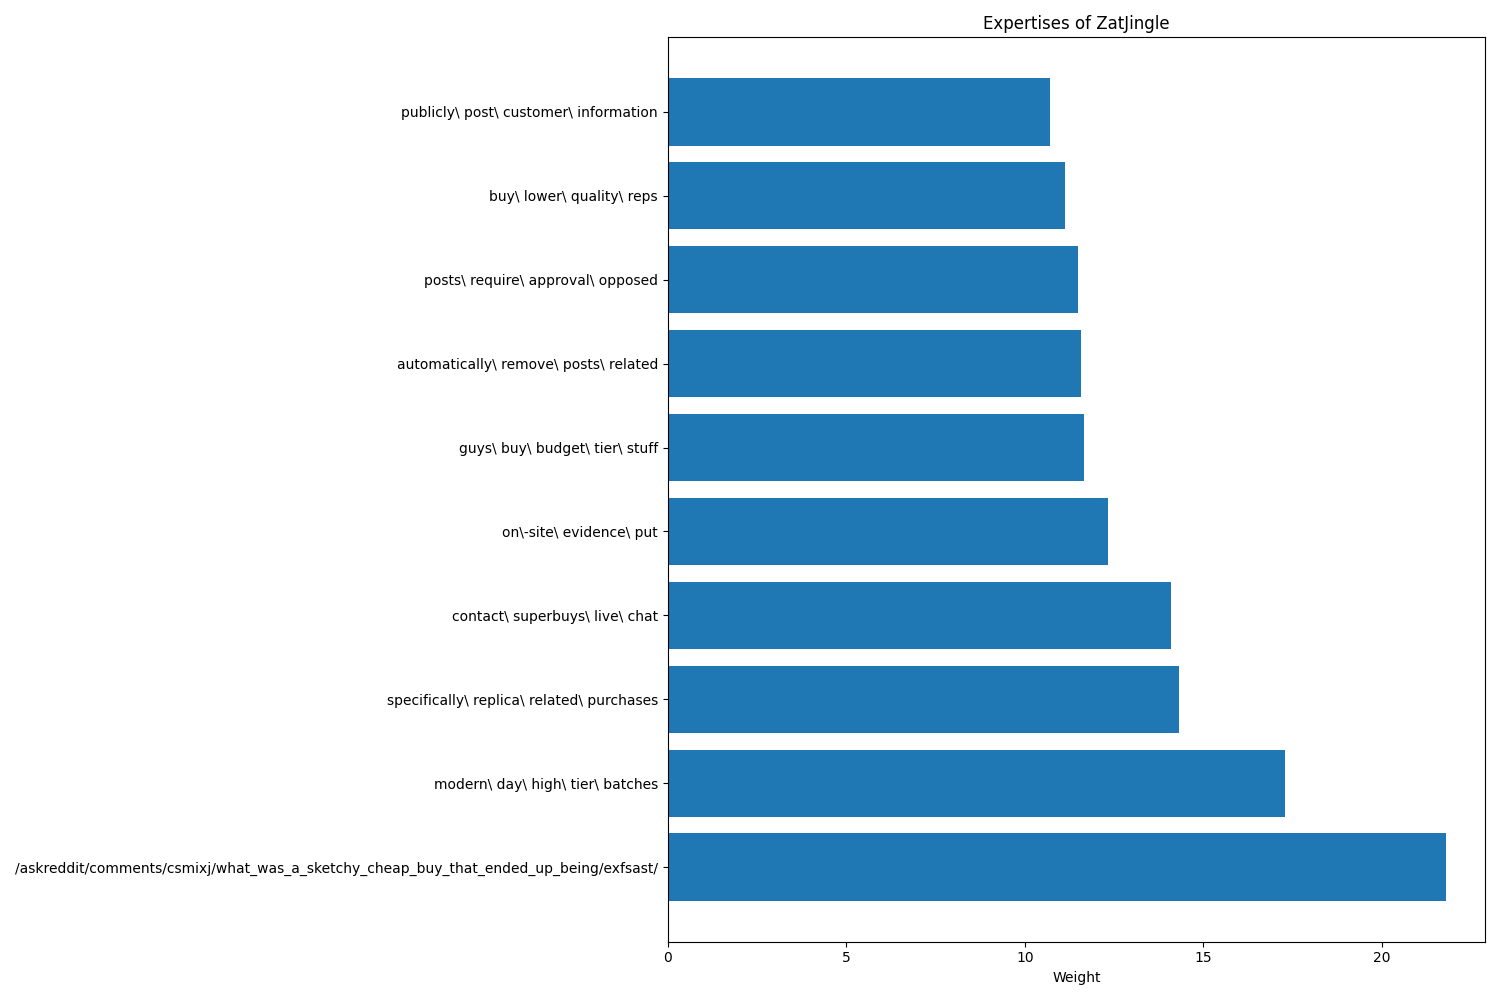 Expertises of ZatJingle
publicly\ post\ customer\ information
buy\ lower\ quality\ reps
posts\ require\ approval\ opposed
automatically\ remove\ posts\ related
guys\ buy\ budget\ tier\ stuff
on\-site\ evidence\ put
contact\ superbuys\ live\ chat
specifically\ replica\ related\ purchases
modern\ day\ high\ tier\ batches
/askreddit/comments/csmixj/what_was_a_sketchy_cheap_buy_that_ended_up_being/exfsast/
0 5 10 15 20
Weight